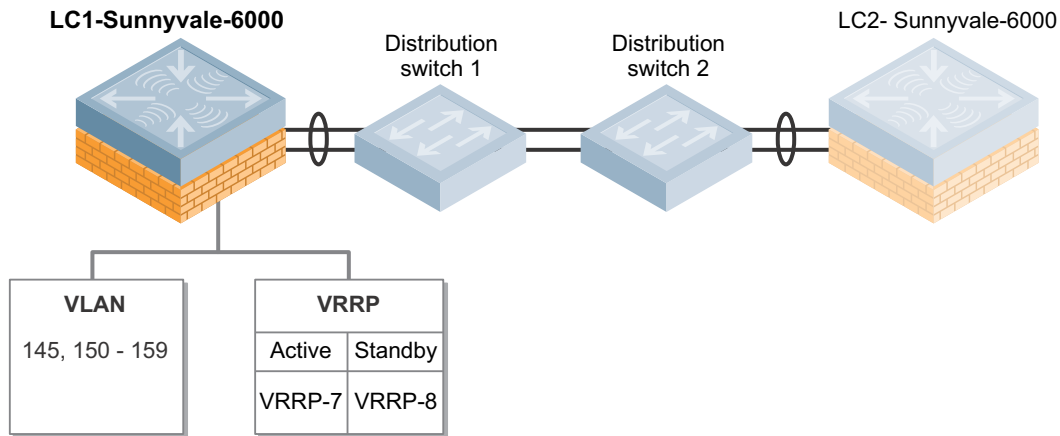 LC1-Sunnyvale-6000
Distribution
switch 1
Distribution
switch 2
LC2- Sunnyvale-6000
VLAN
145, 150 - 159
VRRP
Active
Standby
VRRP-7
VRRP-8